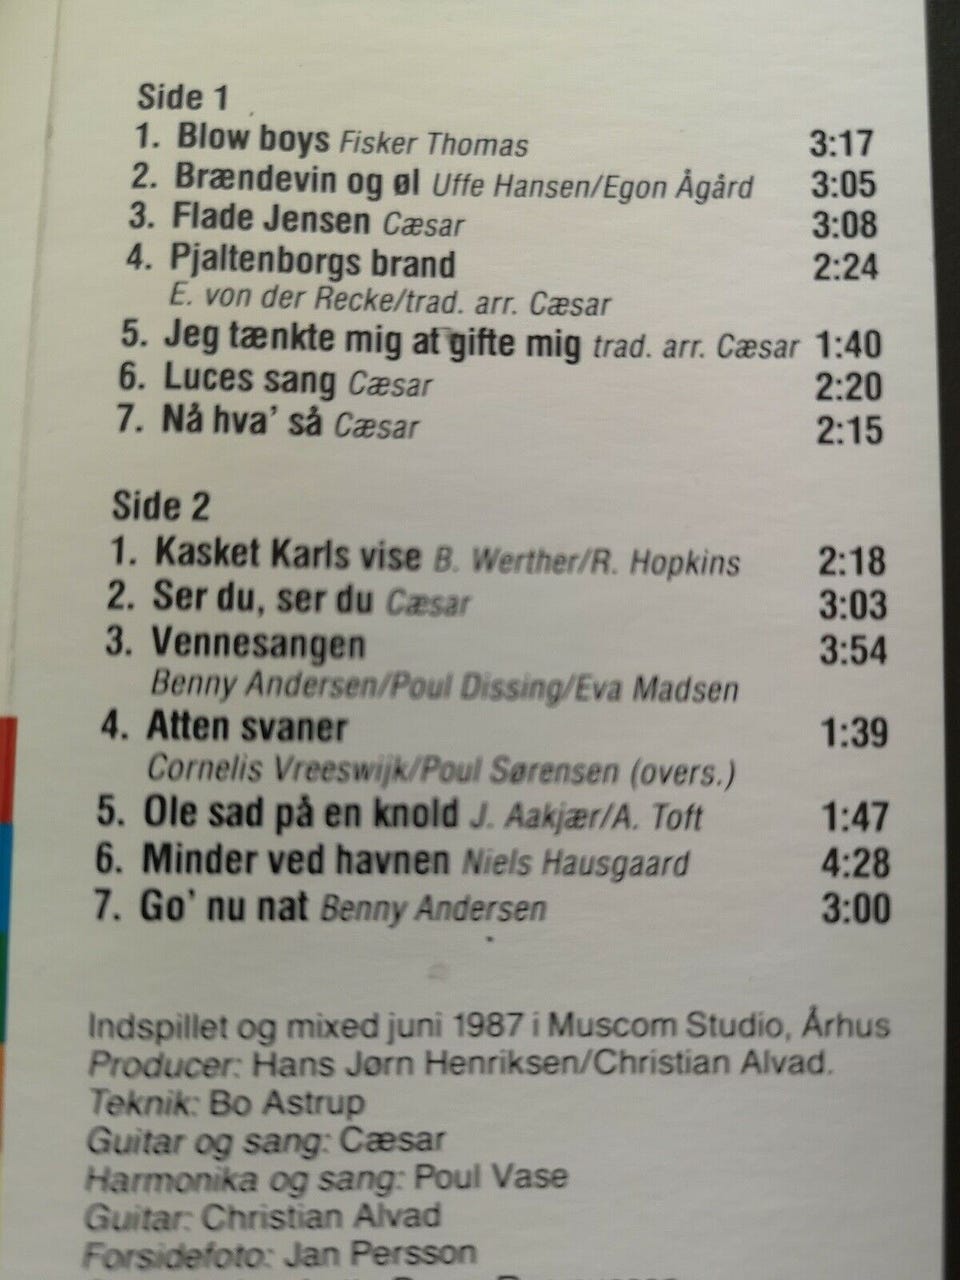 Side 1
1. Blow boys Fisker Thomas 3:17
2. Brændevin og øl Uffe Hansen/Egon Ågård 3:05
3. Flade Jensen Cæsar 3:08
4. Pjaltenborgs brand 2:24
E. von der Recke/trad. arr. Cæsar
5. Jeg tænkte mig at gifte mig trad. arr. Cæsar 1:40
6. Luces sang Cæsar 2:20
7. Nå hva' så Cæsar 2:15
Side 2
1. Kasket Karls vise B. Werther/R. Hopkins 2:18
2. Ser du, ser du Cæsar 3:03
3. Vennesangen 3:54
Benny Andersen/Poul Dissing/Eva Madsen
4. Atten svaner 1:39
Cornelis Vreeswijk/Poul Sørensen (overs.)
5. Ole sad på en knold J. Aakjær/A. Toft 1:47
6. Minder ved havnen Niels Hausgaard 4:28
7. Go' nu nat Benny Andersen 3:00
Indspillet og mixed juni 1987 i Muscom Studio, Århus
Producer: Hans Jørn Henriksen/Christian Alvad.
Teknik: Bo Astrup
Guitar og sang: Cæsar
Harmonika og sang: Poul Vase
Guitar: Christian Alvad
Forsidefoto: Jan Persson